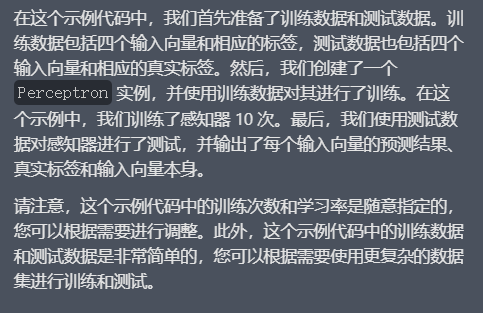 在这个示例代码中，我们首先准备了训练数据和测试数据。训
练数据包括四个输入向量和相应的标签，测试数据也包括四个
输入向量和相应的真实标签。然后，我们创建了一个
Perceptron 实例，并使用训练数据对其进行了训练。在这
个示例中，我们训练了感知器 10 次。最后，我们使用测试数
据对感知器进行了测试，并输出了每个输入向量的预测结果、
真实标签和输入向量本身。
请注意，这个示例代码中的训练次数和学习率是随意指定的，
您可以根据需要进行调整。此外，这个示例代码中的训练数据
和测试数据是非常简单的，您可以根据需要使用更复杂的数据
集进行训练和测试。